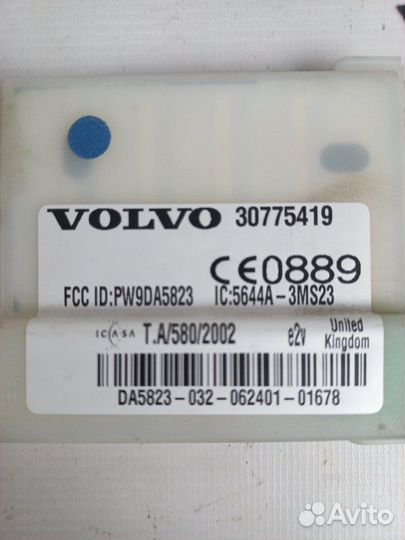 VOLVO 30775419
CE0889
FCC ID:PW9DA5823 IC:5644A-3MS23
ICASA T.A/580/2002 e2v United Kingdom
DA5823-032-062401-01678
Avito